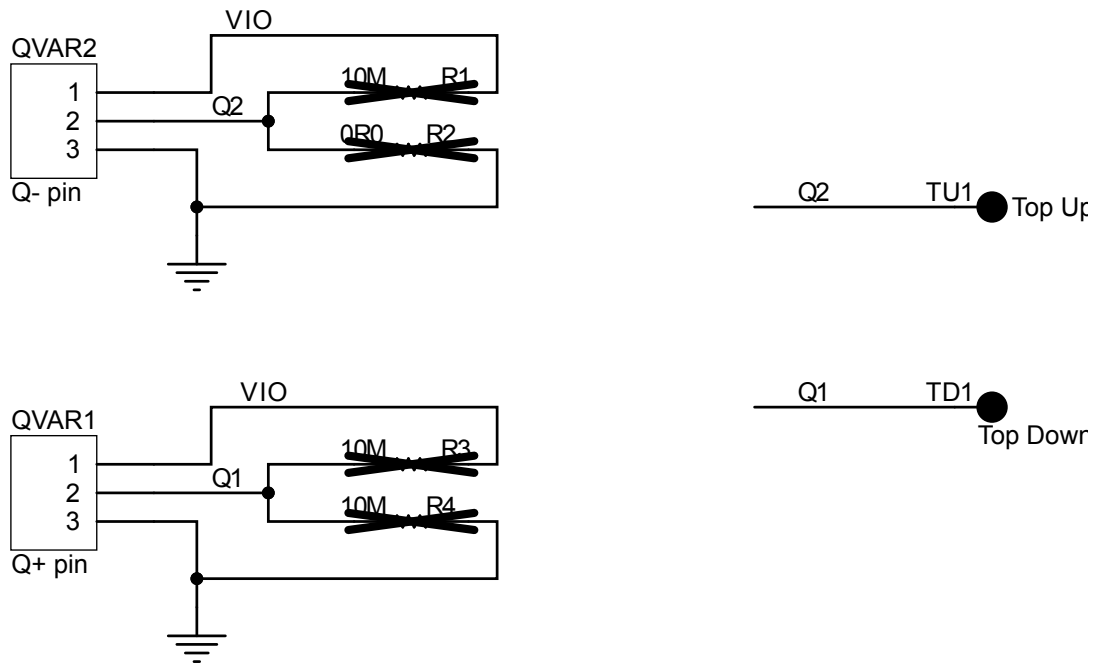 VIO
QVAR2
1
10M R1
2
Q2
3
0R0 R2
Q- pin
Q2 TU1 Top Up
VIO
QVAR1
1
10M R3
2
Q1
3
10M R4
Q+ pin
Q1 TD1
Top Down